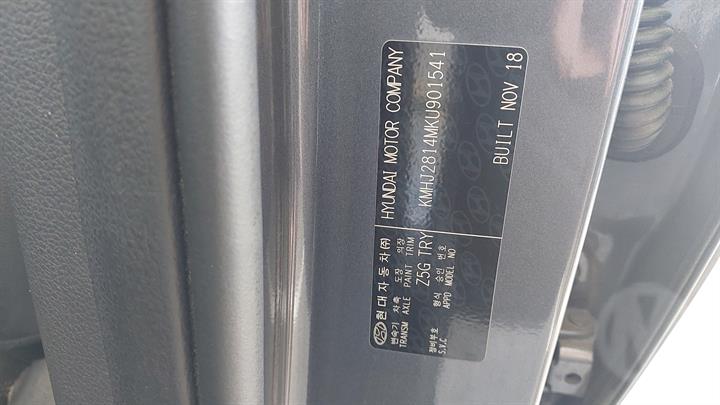 현대자동차(주) HYUNDAI MOTOR COMPANY
변속기 차축 도장 의장
TRANSM AXLE PAINT TRIM
Z5G TRY KMHJ2814MKU901541
형식 승인 번호
APPD MODEL NO
정비부호
S.V.C BUILT NOV 18